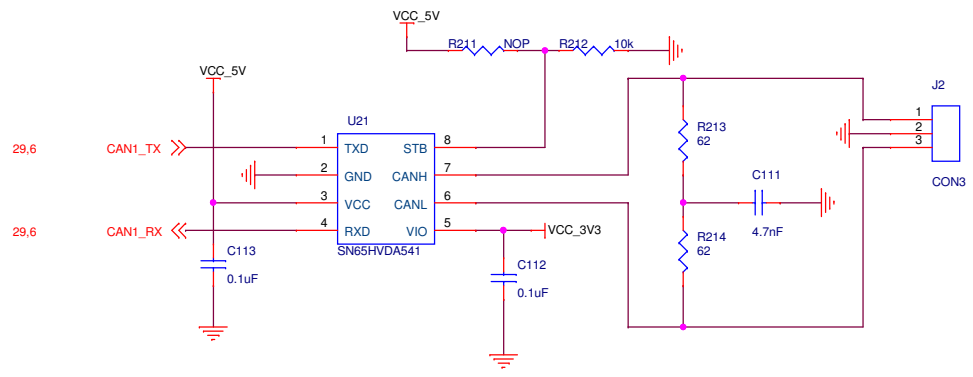 VCC_5V
R211 NOP R212 10k
VCC_5V
J2
U21
1
R213
62
2
3
29,6 CAN1_TX 1 TXD STB 8
2 GND CANH 7
C111
CON3
3 VCC CANL 6
4.7nF
29,6 CAN1_RX 4 RXD VIO 5 VCC_3V3
R214
62
SN65HVDA541
C113
0.1uF
C112
0.1uF